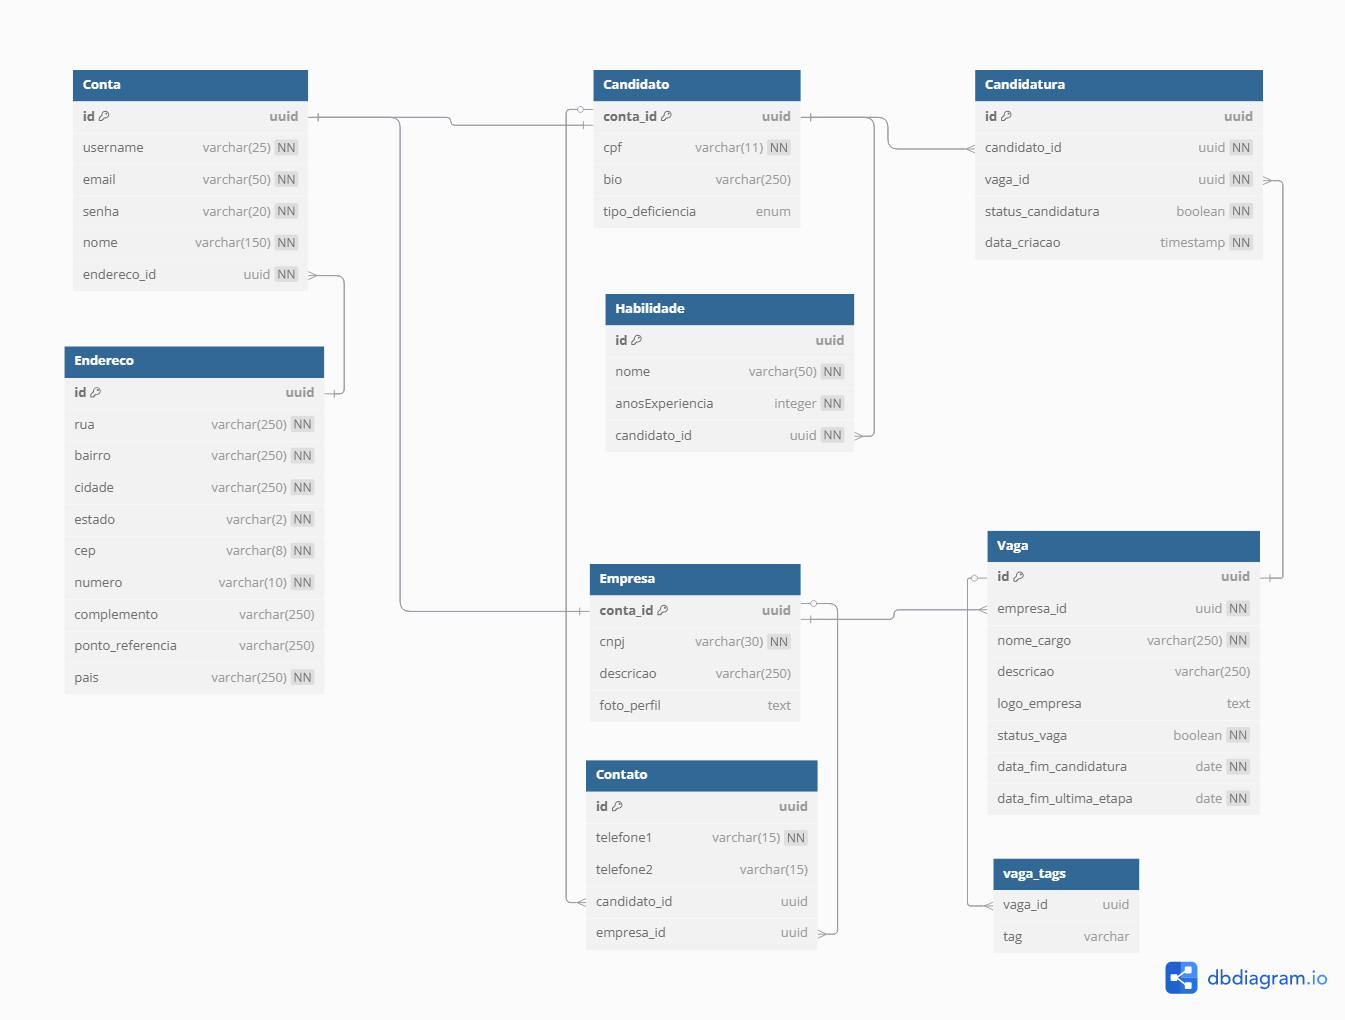 Conta
id uuid
username varchar(25) NN
email varchar(50) NN
senha varchar(20) NN
nome varchar(150) NN
endereco_id uuid NN
Endereco
id uuid
rua varchar(250) NN
bairro varchar(250) NN
cidade varchar(250) NN
estado varchar(2) NN
cep varchar(8) NN
numero varchar(10) NN
complemento varchar(250)
ponto_referencia varchar(250)
pais varchar(250) NN
Candidato
conta_id uuid
cpf varchar(11) NN
bio varchar(250)
tipo_deficiencia enum
Habilidade
id uuid
nome varchar(50) NN
anosExperiencia integer NN
candidato_id uuid NN
Empresa
conta_id uuid
cnpj varchar(30) NN
descricao varchar(250)
foto_perfil text
Contato
id uuid
telefone1 varchar(15) NN
telefone2 varchar(15)
candidato_id uuid
empresa_id uuid
Candidatura
id uuid
candidato_id uuid NN
vaga_id uuid NN
status_candidatura boolean NN
data_criacao timestamp NN
Vaga
id uuid
empresa_id uuid NN
nome_cargo varchar(250) NN
descricao varchar(250)
logo_empresa text
status_vaga boolean NN
data_fim_candidatura date NN
data_fim_ultima_etapa date NN
vaga_tags
vaga_id uuid
tag varchar
dbdiagram.io